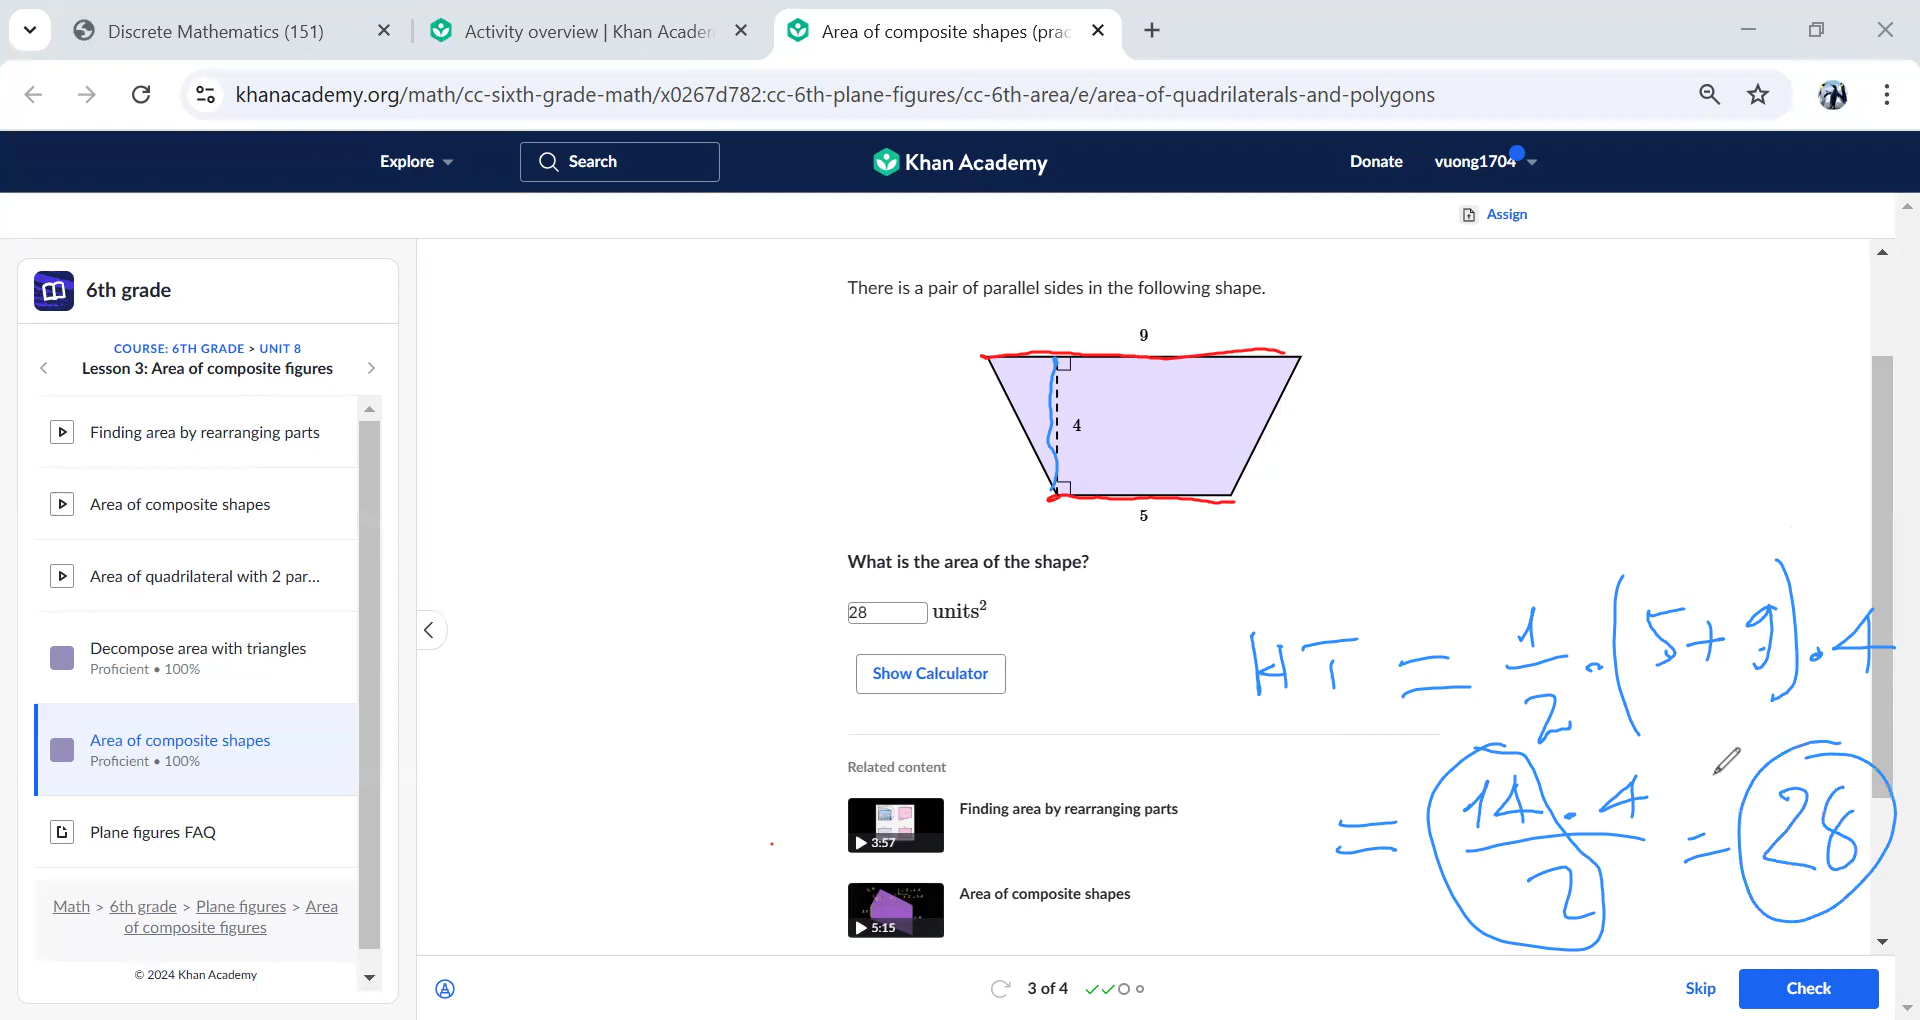 Discrete Mathematics (151)
Activity overview | Khan Acader
Area of composite shapes (prac
khanacademy.org/math/cc-sixth-grade-math/x0267d782:cc-6th-plane-figures/cc-6th-area/e/area-of-quadrilaterals-and-polygons
Explore
Search
Khan Academy
Donate
vuong1704
Assign
6th grade
COURSE: 6TH GRADE > UNIT 8
Lesson 3: Area of composite figures
Finding area by rearranging parts
Area of composite shapes
Area of quadrilateral with 2 par...
Decompose area with triangles
Proficient • 100%
Area of composite shapes
Proficient • 100%
Plane figures FAQ
Math > 6th grade > Plane figures > Area
of composite figures
© 2024 Khan Academy
There is a pair of parallel sides in the following shape.
9
4
5
What is the area of the shape?
28 units²
Show Calculator
HT = 1/2 . (5+9) . 4
= 14 . 4 / 2 = 28
Related content
3:57
Finding area by rearranging parts
5:15
Area of composite shapes
3 of 4
Skip
Check